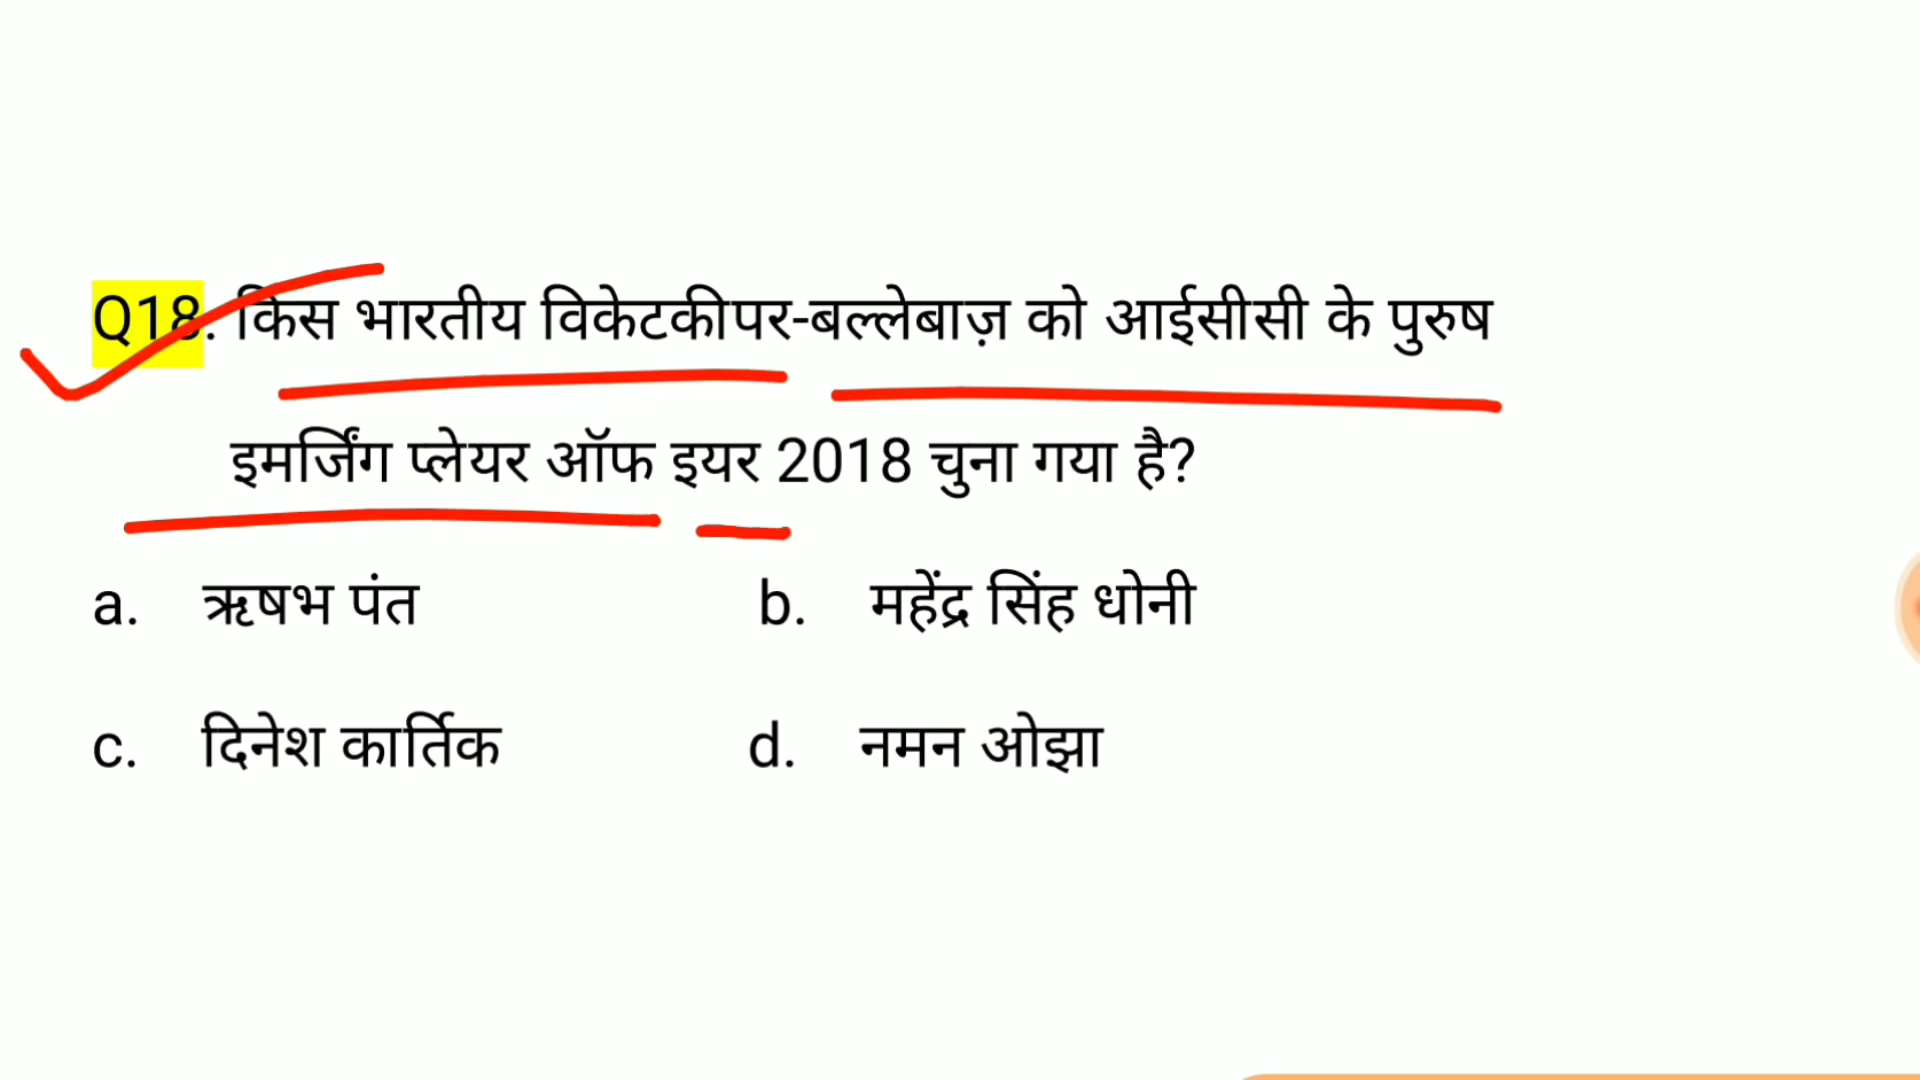 Q18. किस भारतीय विकेटकीपर-बल्लेबाज़ को आईसीसी के पुरुष
इमर्जिंग प्लेयर ऑफ इयर 2018 चुना गया है?
a. ऋषभ पंत b. महेंद्र सिंह धोनी
c. दिनेश कार्तिक d. नमन ओझा